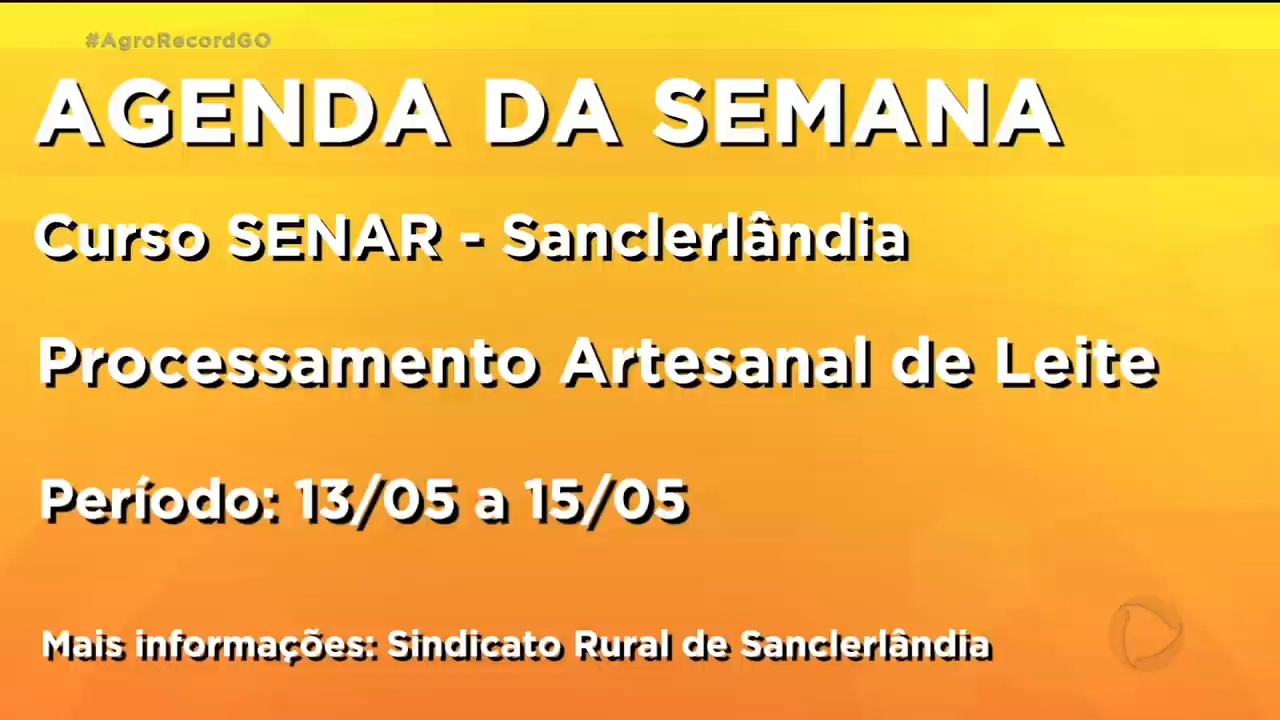 #AgroRecordGO
AGENDA DA SEMANA
Curso SENAR - Sanclerlândia
Processamento Artesanal de Leite
Período: 13/05 a 15/05
Mais informações: Sindicato Rural de Sanclerlândia